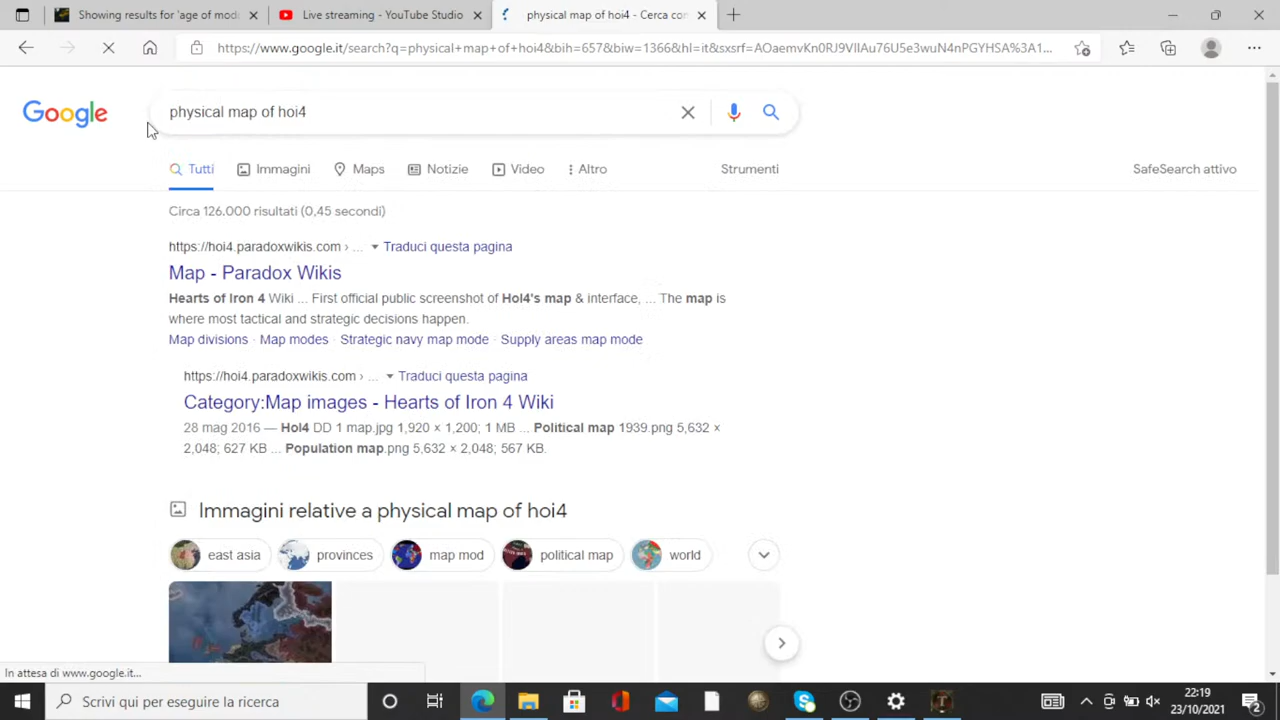 Showing results for 'age of mod
Live streaming - YouTube Studio
physical map of hoi4 - Cerca con
https://www.google.it/search?q=physical+map+of+hoi4&bih=657&biw=1366&hl=it&sxsrf=AOaemvKn0RJ9VIlAu76U5e3wuN4nPGYHSA%3A1...
Google
physical map of hoi4
Tutti
Immagini
Maps
Notizie
Video
Altro
Strumenti
SafeSearch attivo
Circa 126.000 risultati (0,45 secondi)
https://hoi4.paradoxwikis.com › ... Traduci questa pagina
Map - Paradox Wikis
Hearts of Iron 4 Wiki ... First official public screenshot of HoI4's map & interface, ... The map is
where most tactical and strategic decisions happen.
Map divisions · Map modes · Strategic navy map mode · Supply areas map mode
https://hoi4.paradoxwikis.com › ... Traduci questa pagina
Category:Map images - Hearts of Iron 4 Wiki
28 mag 2016 — HoI4 DD 1 map.jpg 1,920 × 1,200; 1 MB ... Political map 1939.png 5,632 ×
2,048; 627 KB ... Population map.png 5,632 × 2,048; 567 KB.
Immagini relative a physical map of hoi4
east asia
provinces
map mod
political map
world
In attesa di www.google.it...
Scrivi qui per eseguire la ricerca
22:19
23/10/2021
2